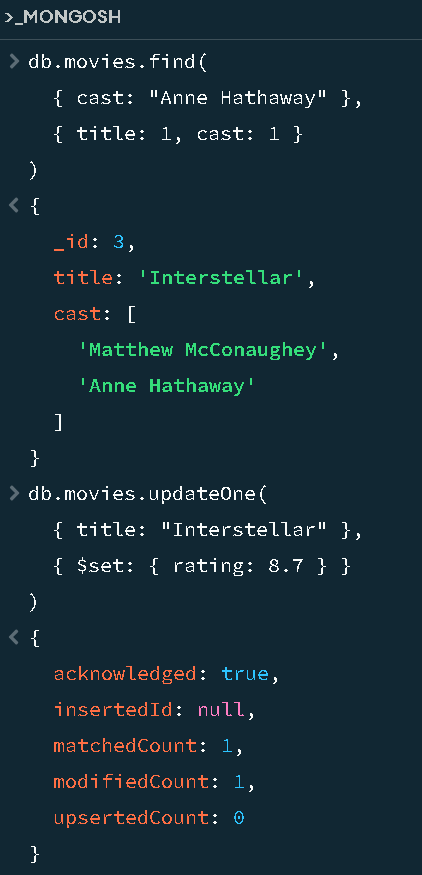 >_MONGOSH
> db.movies.find(
{ cast: "Anne Hathaway" },
{ title: 1, cast: 1 }
)
< {
_id: 3,
title: 'Interstellar',
cast: [
'Matthew McConaughey',
'Anne Hathaway'
]
}
> db.movies.updateOne(
{ title: "Interstellar" },
{ $set: { rating: 8.7 } }
)
< {
acknowledged: true,
insertedId: null,
matchedCount: 1,
modifiedCount: 1,
upsertedCount: 0
}